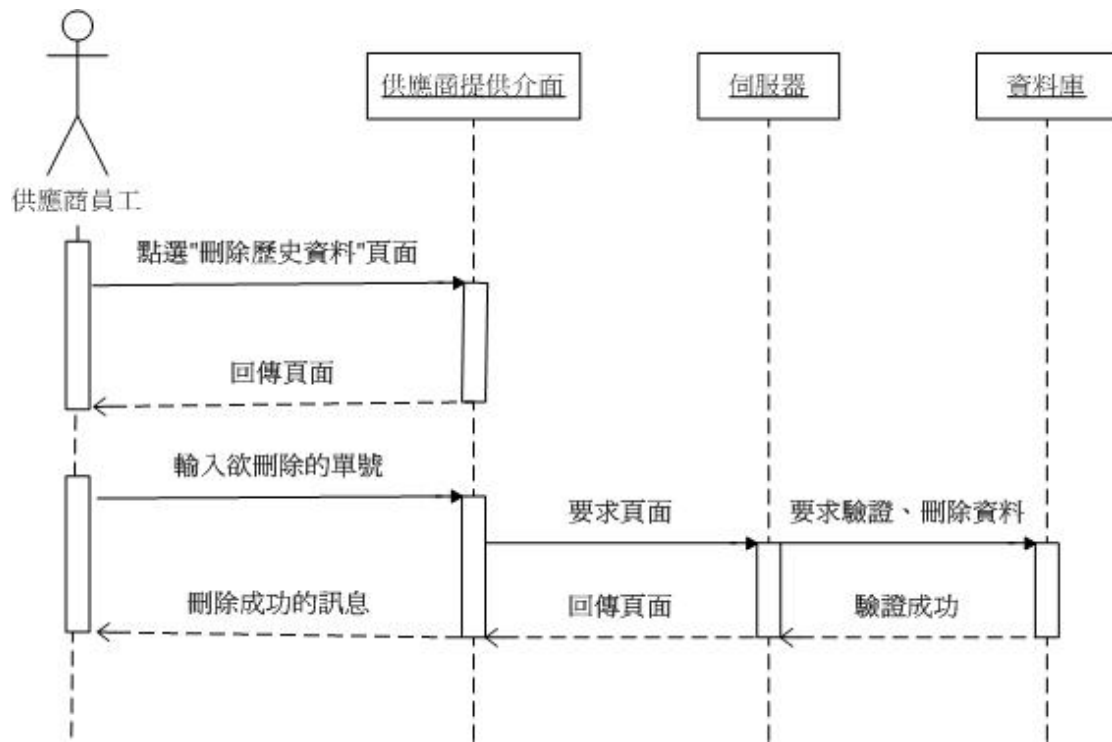 供應商提供介面
伺服器
資料庫
供應商員工
點選"刪除歷史資料"頁面
回傳頁面
輸入欲刪除的單號
要求頁面
要求驗證、刪除資料
刪除成功的訊息
回傳頁面
驗證成功